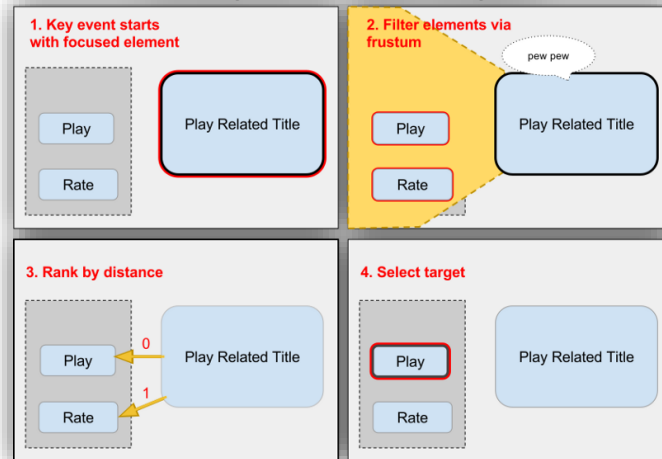 1. Key event starts
with focused element
Play
Rate
Play Related Title
2. Filter elements via
frustum
pew pew
Play
Rate
Play Related Title
3. Rank by distance
0
1
Play
Rate
Play Related Title
4. Select target
Play
Rate
Play Related Title